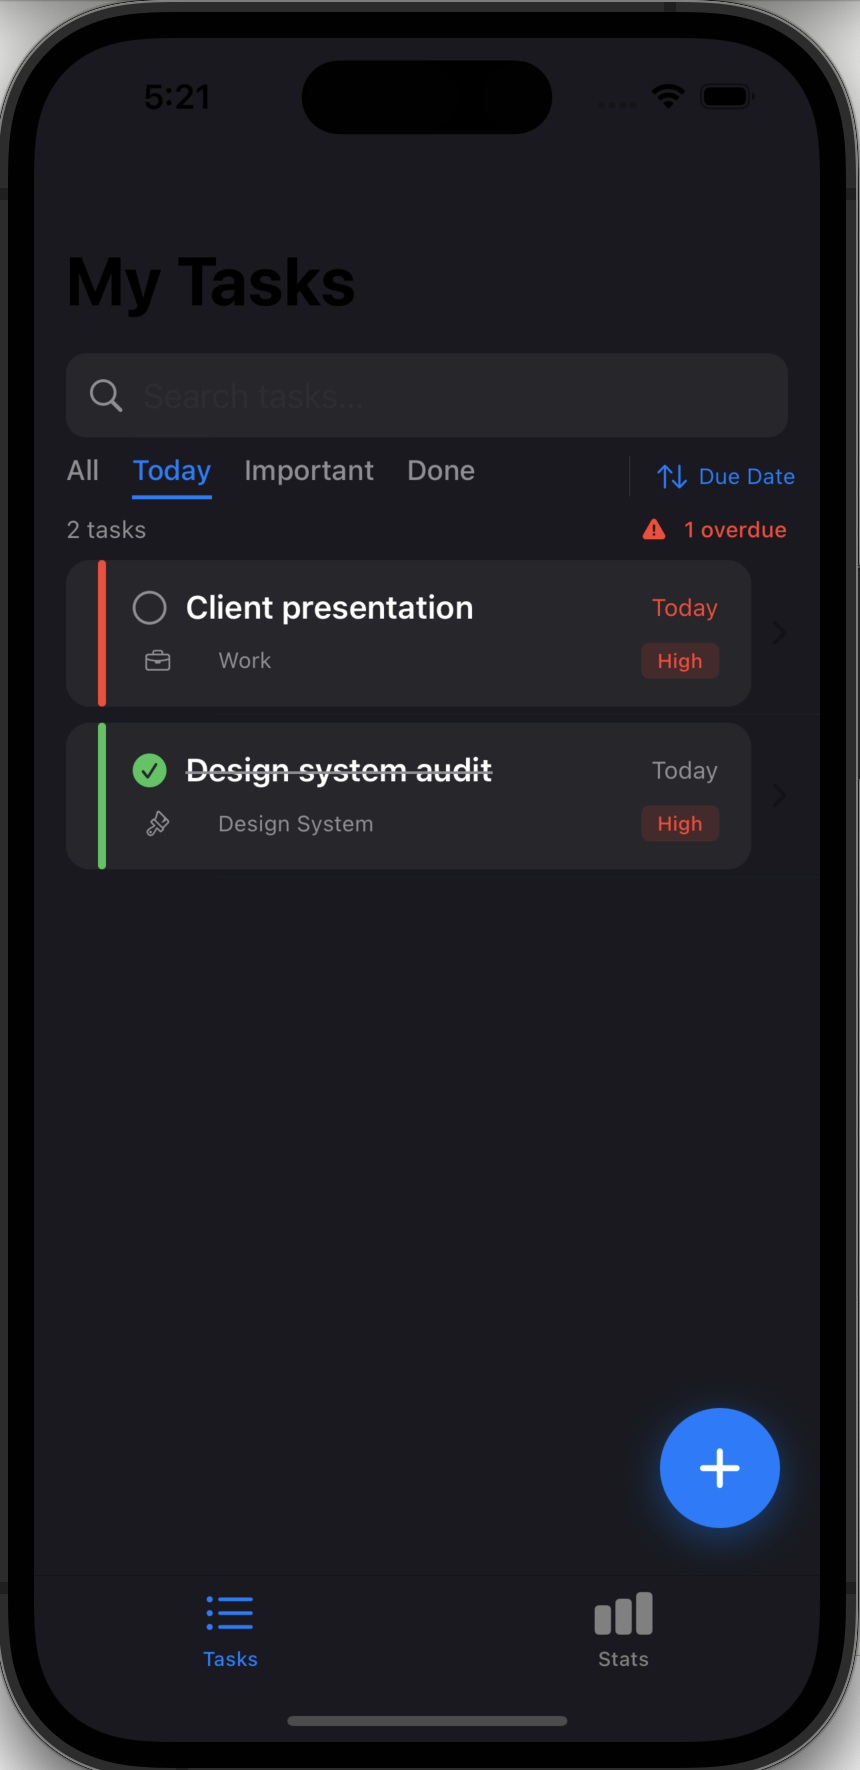 5:21
My Tasks
Search tasks...
All Today Important Done Due Date
2 tasks 1 overdue
Client presentation Today
Work High
Design system audit Today
Design System High
Tasks Stats